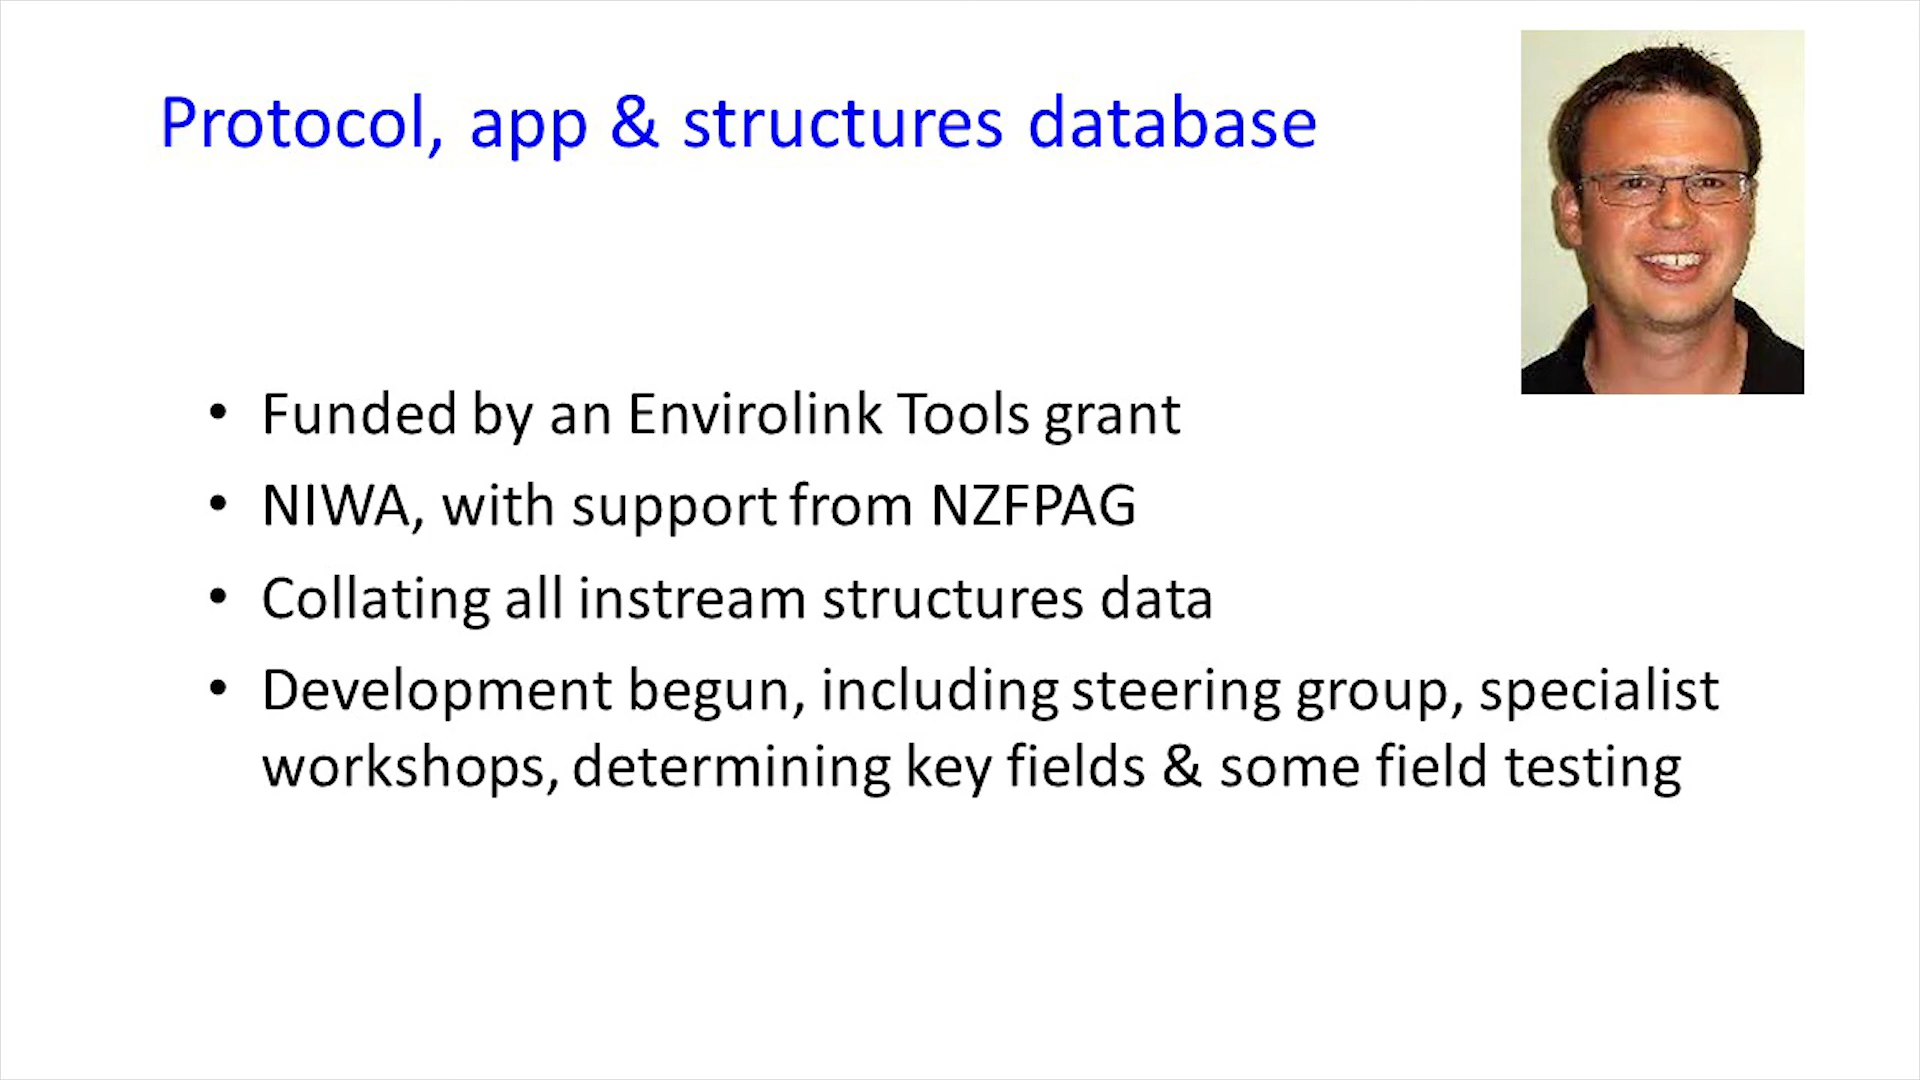 Protocol, app & structures database
• Funded by an Envirolink Tools grant
• NIWA, with support from NZFPAG
• Collating all instream structures data
• Development begun, including steering group, specialist
workshops, determining key fields & some field testing